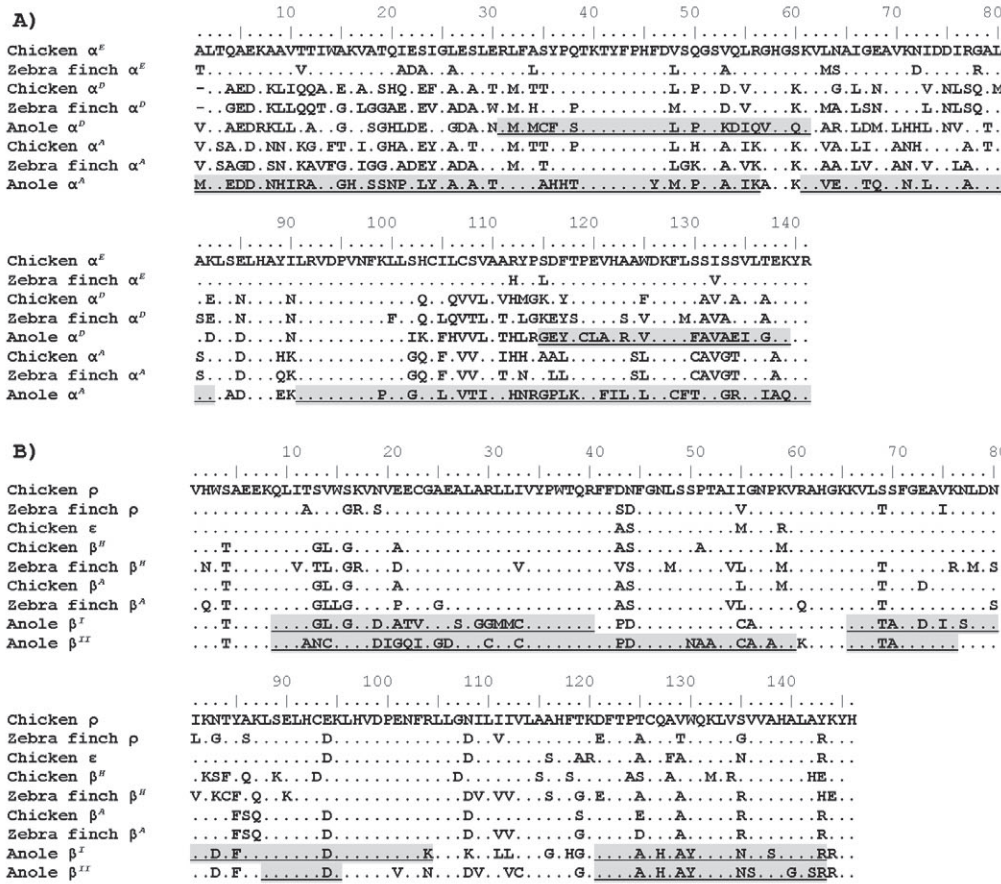 A)
10 20 30 40 50 60 70 80
Chicken αE ALTQAEKAAVTTIWAKVATQIESIGLESLERLFASYPQTKTYFPHFDVSQGSVQLRGHGSKVLNAIGEAVKNIDDIRGAL
Zebra finch αE T..........V.........ADA..A........L..............L....A.........MS.......C.....R..
Chicken αD -..AED.KLIQQA.E.A.SHQ.EF.A.A.T.M.TT....P.........L.P..D.V....K...G.L.N...V.NLSQ.M
Zebra finch αD -..GED.KLLQQT.G.LGGAE.EV.ADA.W.M.H...P.........M...D.V....K..MA.LSN....L.NLSQ..
Anole αD V..AEDRKLL.A..G..SGHLDE.GDA.N.M.MCF.S..........L.P..KDIQV..Q..AR.LDM.LHHL.NV..T.
Chicken αA V.SA.D.NN.KG.FT.IGHA.EY.A.T.M.TT..P.........L.H..A.IK...K..VA.LI..ANH....A.T.
Zebra finch αA V.SAGD.SN.KAVFG.IGG.ADEY.ADA...M..T.............LGK..A.VK...K..AA.LV..AN.V..LA...
Anole αA M..EDD.NHIRA..GH.SSNP.LY.A.A.T...AHHT.......Y.M.P..A.IKA..K..VE..TQ..N.L...A...
90 100 110 120 130 140
Chicken αE AKLSELHAYILRVDPVNFKLLSHCILCSVAARYPSDFTPEVHAAWDKFLSSISSVLTEKYR
Zebra finch αE ..................................H..L.................V.........
Chicken αD .E..D....N.............Q..QVVL.VHMGK.Y.......F.....AV.A..A...
Zebra finch αD SE..N....N..........F..Q.LQVTL.T.LGKEYS......S.V...M.AVA..A...
Anole αD .D..D....N............IK.FHVVL.THLRGEY.CLA.R.V....FAVAEI.G...
Chicken αA S...D...HK............GQ.F.VV..IHH.AAL.......SL....CAVGT...A..
Zebra finch αA S...D...QK............GQ.F.VV..T.N..LL.......SL....CAVGT...A..
Anole αA ...AD...EK.........P..G..L.VTI..HNRGPLK..FIL.L..CFT..GR..IAQ..
B)
10 20 30 40 50 60 70 80
Chicken ρ VHWSAEEKQLITSVWSKVNVEECGAEALARLLIVYPWTQRFFDNFGNLSSPTAIIGNPKVRAHGKKVLSSFGEAVKNLDN
Zebra finch ρ ............A...GR.S.......................SD...........V.............T.....I.....
Chicken ε ..........................................AS..........L...R.....................
Chicken βH ...T........GL.G....A.....................AS.....A.......M.....................
Zebra finch βH .N.T......V.TL.GR...D...........V.........VS...M.....VL...M.........T......R.M.S
Chicken βA ...T........GL.G....A.....................AS..........L...M.........T...D.......
Zebra finch βA .Q.T........GLLG....P...G.................AS.........VL.....Q.......T..........S
Anole βI ...T........GL.G..D.ATV...S.GGMMC.........PD..........CA............TA...D.I.S.
Anole βII ...T.......ANC....DIGQI.GD...C..C.........PD......NAA..CA.A..K.......TA.........
90 100 110 120 130 140
Chicken ρ IKNTYAKLSELHCEKLHVDPENFRLLGNILIIVLAAHFTKDFTPTCQAVWQKLVSVVAHALAYKYH
Zebra finch ρ L.G..S.......D.............D..V.........E...A...T.....G.......R..
Chicken ε .............D.............D.......S..AR....A..FA.....N.......R..
Chicken βH .KSF.Q..K...D..............D........S..S.....AS..A...M.R.......HE..
Zebra finch βH V.KCF.Q..K.................DV.VV...S..G.E...A...A.....R.......HE..
Chicken βA ....FSQ......D.............D..........S.....E...A.....R.......R..
Zebra finch βA ....FSQ......D.............D..VV......G.....D...A.....R.......R..
Anole βI ..D.F........D.........K...H..LL...G.HG.....A.H.AY....N..S....RR..
Anole βII ..D.F........D......V..N....DV.VC.....G.....A.H.AY....NS...G.SRR..